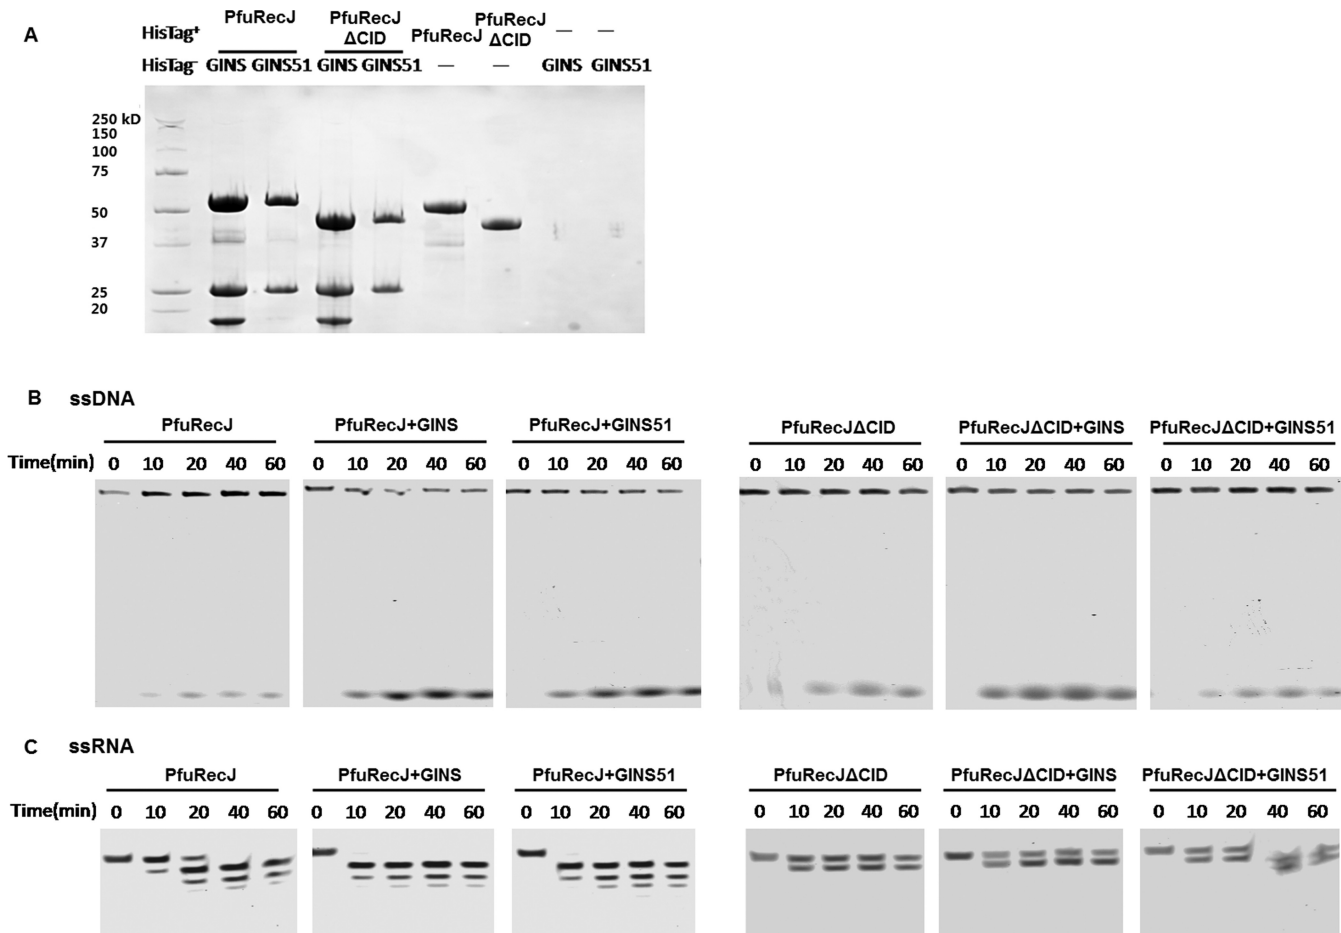 A
HisTag⁺ PfuRecJ PfuRecJ ΔCID PfuRecJ PfuRecJ ΔCID — —
HisTag⁻ GINS GINS51 GINS GINS51 — — GINS GINS51
250 kD
150
100
75
50
37
25
20
B ssDNA
PfuRecJ PfuRecJ+GINS PfuRecJ+GINS51 PfuRecJΔCID PfuRecJΔCID+GINS PfuRecJΔCID+GINS51
Time(min) 0 10 20 40 60 0 10 20 40 60 0 10 20 40 60 0 10 20 40 60 0 10 20 40 60 0 10 20 40 60
C ssRNA
PfuRecJ PfuRecJ+GINS PfuRecJ+GINS51 PfuRecJΔCID PfuRecJΔCID+GINS PfuRecJΔCID+GINS51
Time(min) 0 10 20 40 60 0 10 20 40 60 0 10 20 40 60 0 10 20 40 60 0 10 20 40 60 0 10 20 40 60